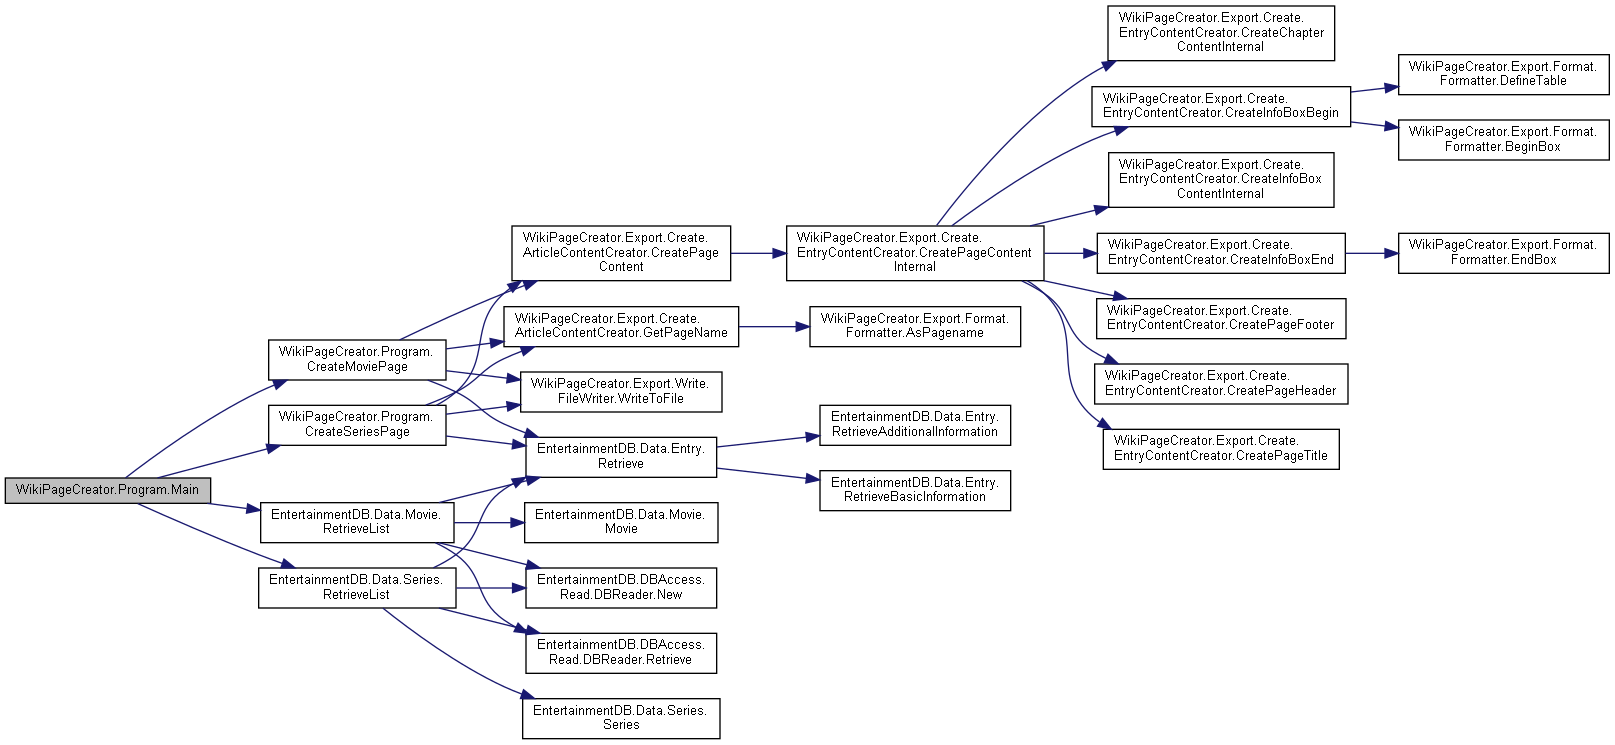 WikiPageCreator.Program.Main
WikiPageCreator.Program.
CreateMoviePage
WikiPageCreator.Program.
CreateSeriesPage
EntertainmentDB.Data.Movie.
RetrieveList
EntertainmentDB.Data.Series.
RetrieveList
WikiPageCreator.Export.Create.
ArticleContentCreator.CreatePage
Content
WikiPageCreator.Export.Create.
ArticleContentCreator.GetPageName
WikiPageCreator.Export.Write.
FileWriter.WriteToFile
EntertainmentDB.Data.Entry.
Retrieve
EntertainmentDB.Data.Movie.
Movie
EntertainmentDB.DBAccess.
Read.DBReader.New
EntertainmentDB.DBAccess.
Read.DBReader.Retrieve
EntertainmentDB.Data.Series.
Series
WikiPageCreator.Export.Create.
EntryContentCreator.CreatePageContent
Internal
WikiPageCreator.Export.Format.
Formatter.AsPagename
EntertainmentDB.Data.Entry.
RetrieveAdditionalInformation
EntertainmentDB.Data.Entry.
RetrieveBasicInformation
WikiPageCreator.Export.Create.
EntryContentCreator.CreateChapter
ContentInternal
WikiPageCreator.Export.Create.
EntryContentCreator.CreateInfoBoxBegin
WikiPageCreator.Export.Create.
EntryContentCreator.CreateInfoBox
ContentInternal
WikiPageCreator.Export.Create.
EntryContentCreator.CreateInfoBoxEnd
WikiPageCreator.Export.Create.
EntryContentCreator.CreatePageFooter
WikiPageCreator.Export.Create.
EntryContentCreator.CreatePageHeader
WikiPageCreator.Export.Create.
EntryContentCreator.CreatePageTitle
WikiPageCreator.Export.Format.
Formatter.DefineTable
WikiPageCreator.Export.Format.
Formatter.BeginBox
WikiPageCreator.Export.Format.
Formatter.EndBox